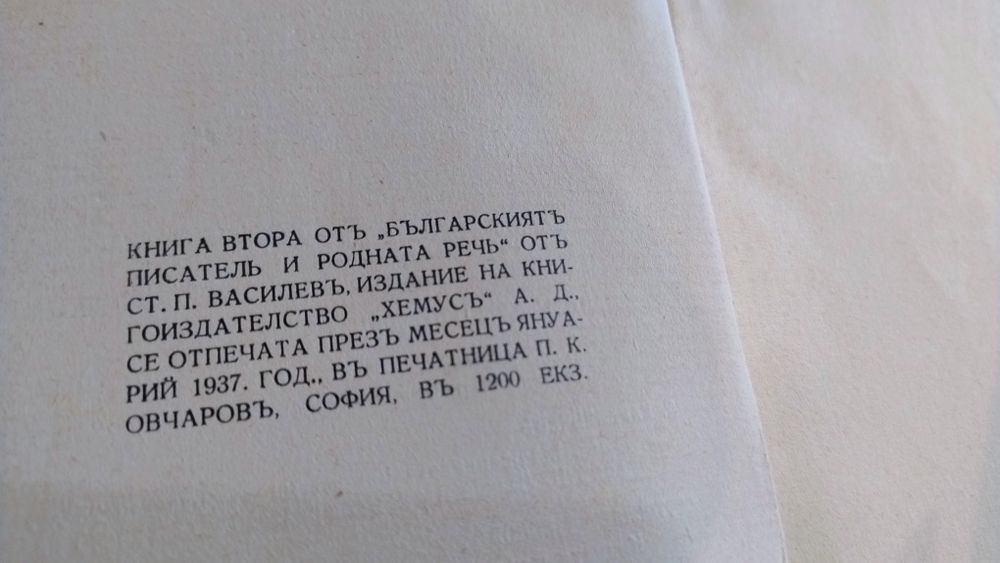 КНИГА ВТОРА ОТЪ „БЪЛГАРСКИЯТЪ
ПИСАТЕЛЬ И РОДНАТА РЕЧЬ“ ОТЪ
СТ. П. ВАСИЛЕВЪ, ИЗДАНИЕ НА КНИ-
ГОИЗДАТЕЛСТВО „ХЕМУСЪ“ А. Д.,
СЕ ОТПЕЧАТА ПРЕЗЪ МЕСЕЦЪ ЯНУА-
РИЙ 1937. ГОД., ВЪ ПЕЧАТНИЦА П. К.
ОВЧАРОВЪ, СОФИЯ, ВЪ 1200 ЕКЗ.